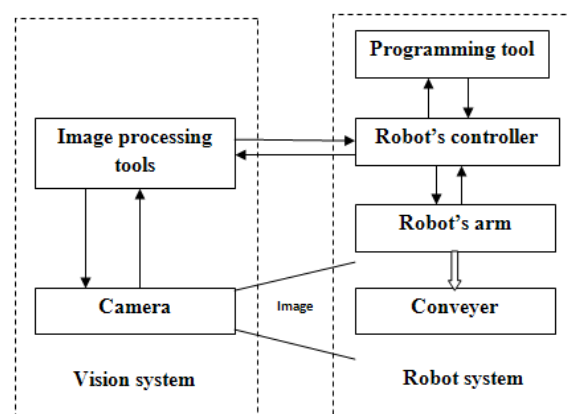 Programming tool
Image processing
tools
Robot's controller
Robot's arm
Camera
Image
Conveyer
Vision system
Robot system